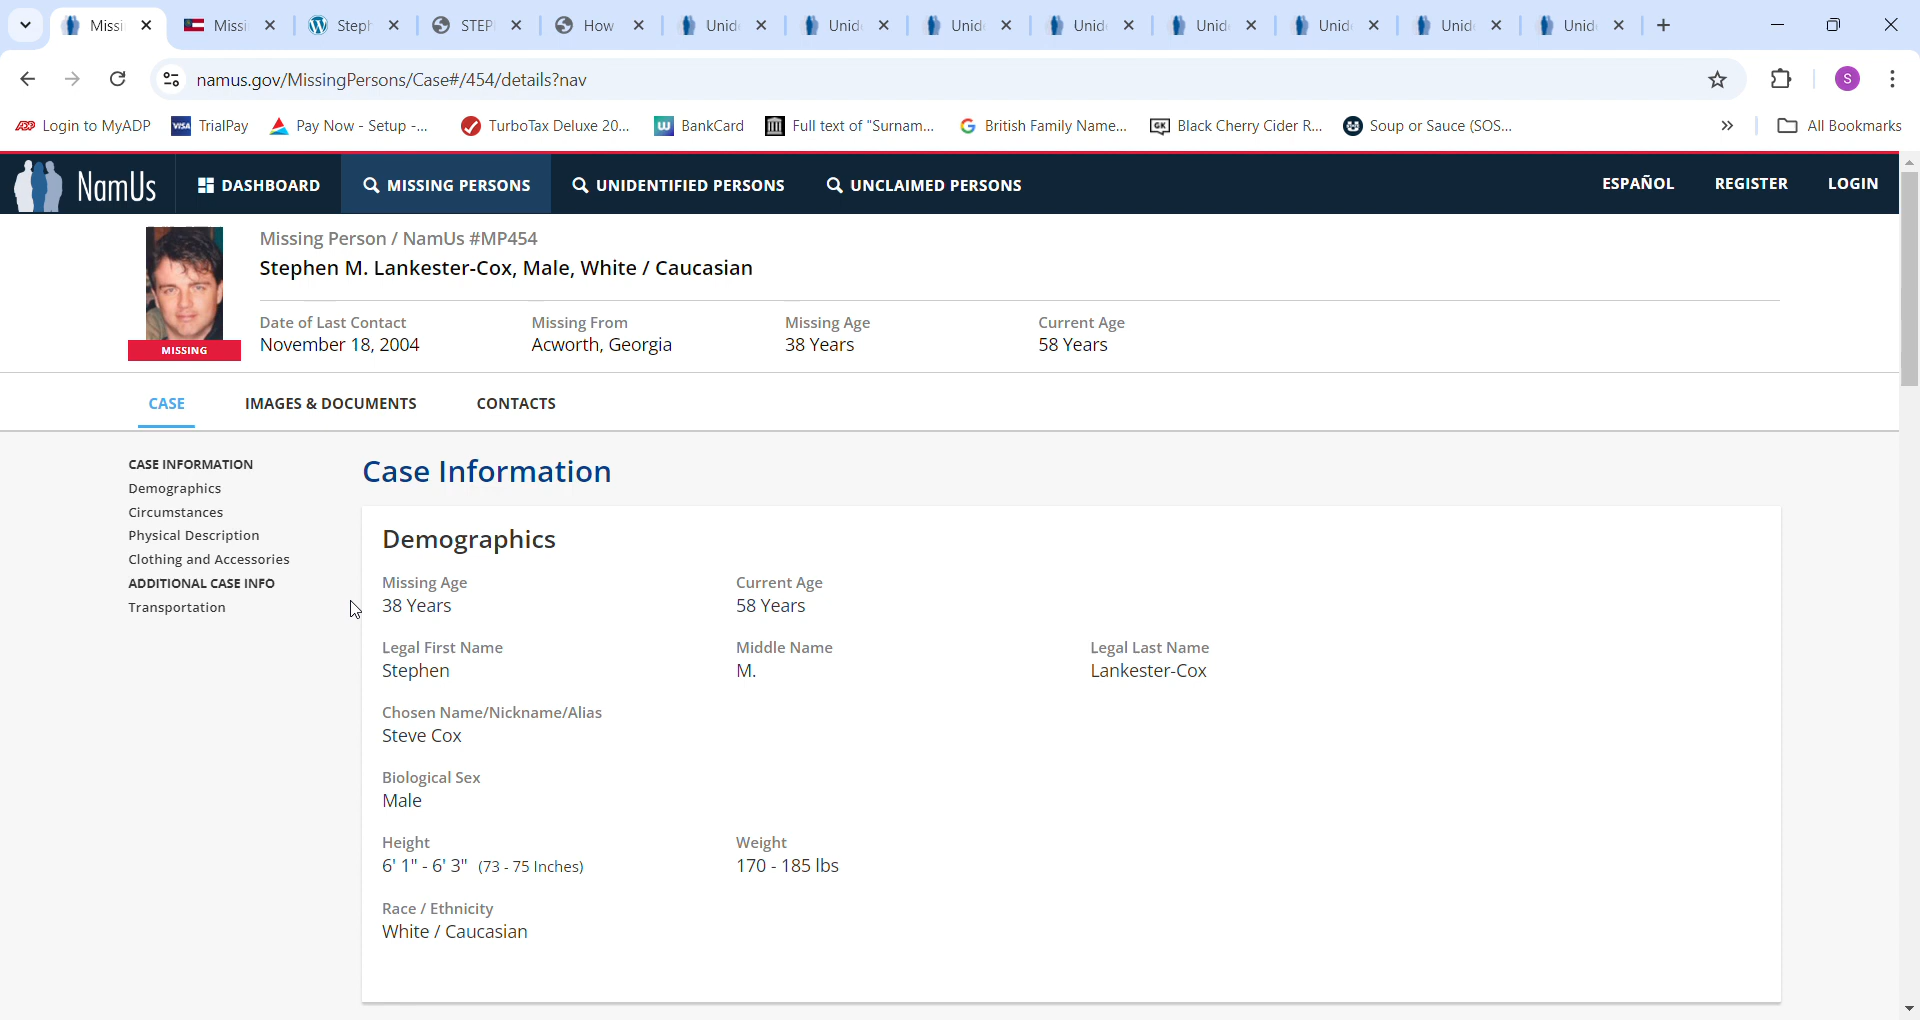 Missi
Missi
Steph
STEP
How
Unid
Unid
Unid
Unid
Unid
Unid
Unid
Unid
namus.gov/MissingPersons/Case#/454/details?nav
S
Login to MyADP
VISA TrialPay
Pay Now - Setup -...
TurboTax Deluxe 20...
BankCard
Full text of "Surnam...
British Family Name...
GK Black Cherry Cider R...
Soup or Sauce (SOS...
All Bookmarks
NamUs
DASHBOARD
MISSING PERSONS
UNIDENTIFIED PERSONS
UNCLAIMED PERSONS
ESPAÑOL
REGISTER
LOGIN
Missing Person / NamUs #MP454
Stephen M. Lankester-Cox, Male, White / Caucasian
MISSING
Date of Last Contact
November 18, 2004
Missing From
Acworth, Georgia
Missing Age
38 Years
Current Age
58 Years
CASE
IMAGES & DOCUMENTS
CONTACTS
CASE INFORMATION
Demographics
Circumstances
Physical Description
Clothing and Accessories
ADDITIONAL CASE INFO
Transportation
Case Information
Demographics
Missing Age
38 Years
Current Age
58 Years
Legal First Name
Stephen
Middle Name
M.
Legal Last Name
Lankester-Cox
Chosen Name/Nickname/Alias
Steve Cox
Biological Sex
Male
Height
6' 1" - 6' 3" (73 - 75 Inches)
Weight
170 - 185 lbs
Race / Ethnicity
White / Caucasian